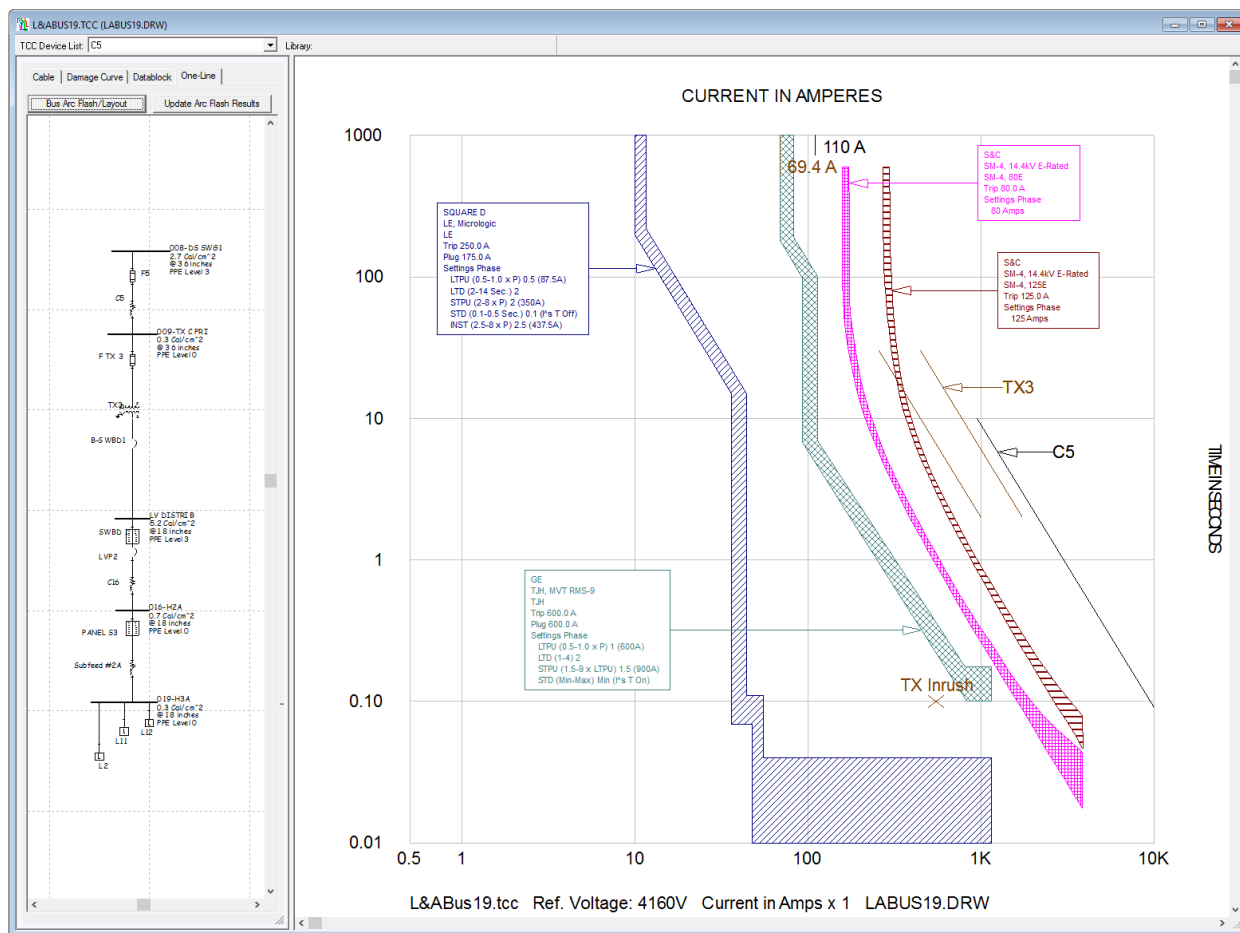 L&ABUS19.TCC (LABUS19.DRW)
TCC Device List: C5 Library:
Cable Damage Curve Datablock One-Line
Bus Arc Flash/Layout Update Arc Flash Results
008-DS SWG1
2.7 Cal/cm^2
@36 inches
PPE Level 3
F5
C5
009-TX CPRI
0.3 Cal/cm^2
@36 inches
PPE Level 0
F TX 3
TX3
B-SWBD1
LV DISTRIB
5.2 Cal/cm^2
@18 inches
PPE Level 3
SWBD
LVP2
C16
016-H2A
0.7 Cal/cm^2
@18 inches
PPE Level 0
PANEL S3
Subfeed #2A
019-H3A
0.3 Cal/cm^2
@18 inches
PPE Level 0
L12
L11
L2
CURRENT IN AMPERES
1000
100
10
1
0.10
0.01
0.5 1 10 100 1K 10K
110 A
69.4 A
SQUARE D
LE, Micrologic
LE
Trip 250.0 A
Plug 175.0 A
Settings Phase
LTPU (0.5-1.0 x P) 0.5 (87.5A)
LTD (2-14 Sec.) 2
STPU (2-8 x P) 2 (350A)
STD (0.1-0.5 Sec.) 0.1 (I²s T Off)
INST (2.5-8 x P) 2.5 (437.5A)
S&C
SM-4, 14.4kV E-Rated
SM-4, 80E
Trip 80.0 A
Settings Phase
80 Amps
S&C
SM-4, 14.4kV E-Rated
SM-4, 125E
Trip 125.0 A
Settings Phase
125 Amps
TX3
C5
GE
TJH, MVT RMS-9
TJH
Trip 600.0 A
Plug 600.0 A
Settings Phase
LTPU (0.5-1.0 x P) 1 (600A)
LTD (1-4) 2
STPU (1.5-9 x LTPU) 1.5 (900A)
STD (Min-Max) Min (I²s T On)
TX Inrush
TIME IN SECONDS
L&ABus19.tcc Ref. Voltage: 4160V Current in Amps x 1 LABUS19.DRW